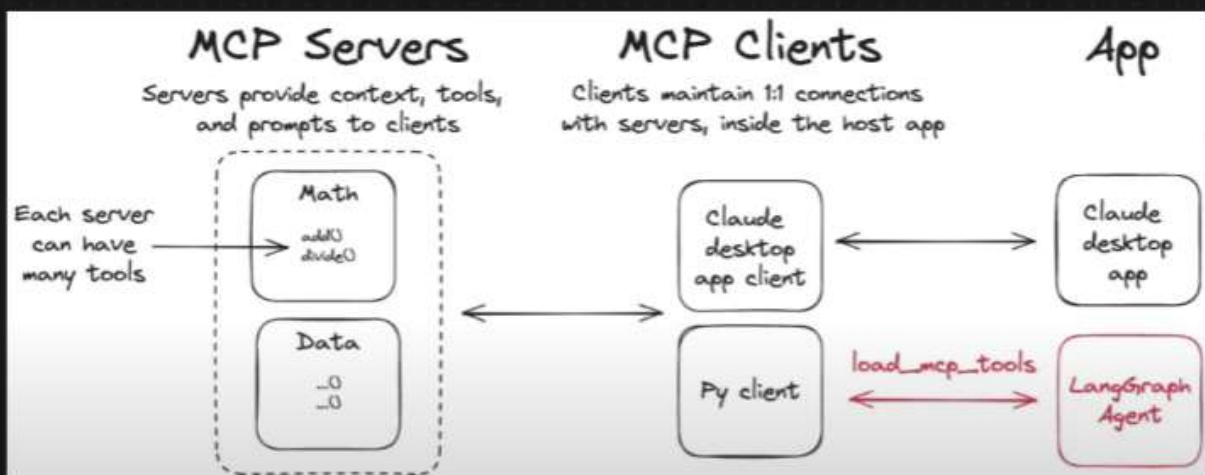 MCP Servers
Servers provide context, tools,
and prompts to clients
Each server
can have
many tools
Math
add()
divide()
Data
_()
_()
MCP Clients
Clients maintain 1:1 connections
with servers, inside the host app
Claude
desktop
app client
Py client
load_mcp_tools
App
Claude
desktop
app
LangGraph
Agent